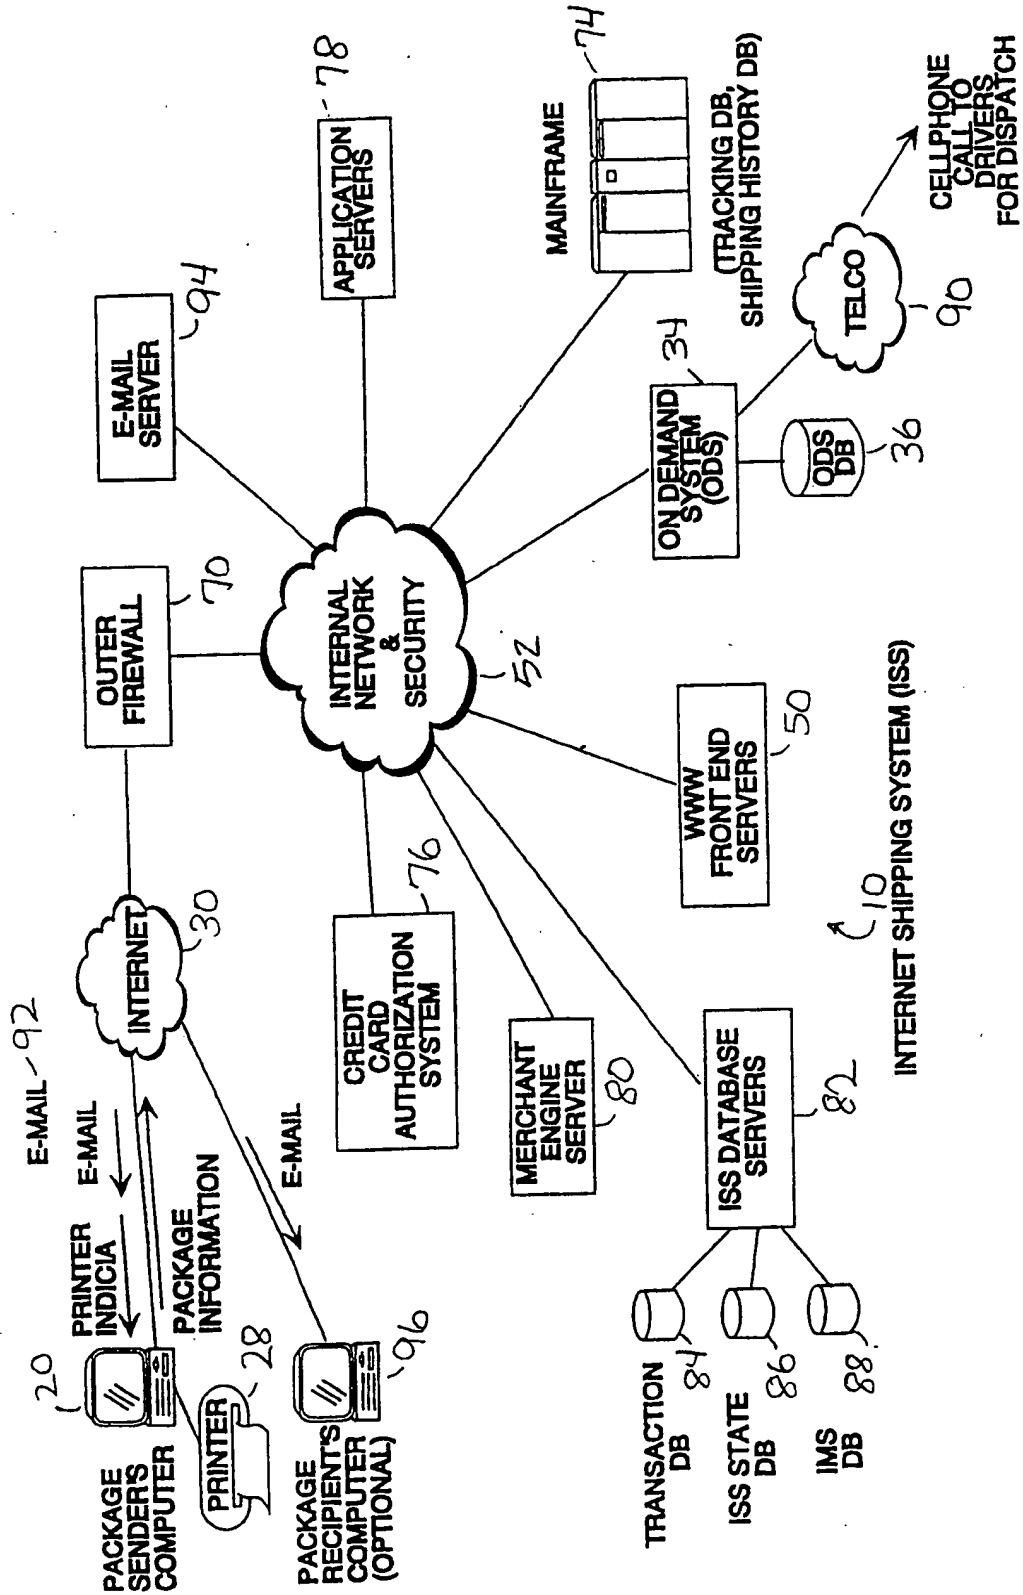 E-MAIL 92
20
PRINTER
INDICIA
E-MAIL
PACKAGE
INFORMATION
PACKAGE
SENDER'S
COMPUTER
PRINTER
28
INTERNET
30
E-MAIL
PACKAGE
RECIPIENT'S
COMPUTER
(OPTIONAL)
96
OUTER
FIREWALL
70
E-MAIL
SERVER
94
APPLICATION
SERVERS
78
INTERNAL
NETWORK
&
SECURITY
52
CREDIT
CARD
AUTHORIZATION
SYSTEM
76
MERCHANT
ENGINE
SERVER
80
MAINFRAME
74
(TRACKING DB,
SHIPPING HISTORY DB)
ON DEMAND
SYSTEM
(ODS)
34
ODS
DB
36
TELCO
90
CELLPHONE
CALL TO
DRIVERS
FOR DISPATCH
WWW
FRONT END
SERVERS
50
ISS DATABASE
SERVERS
82
TRANSACTION
DB
84
ISS STATE
DB
86
IMS
DB
88
10
INTERNET SHIPPING SYSTEM (ISS)